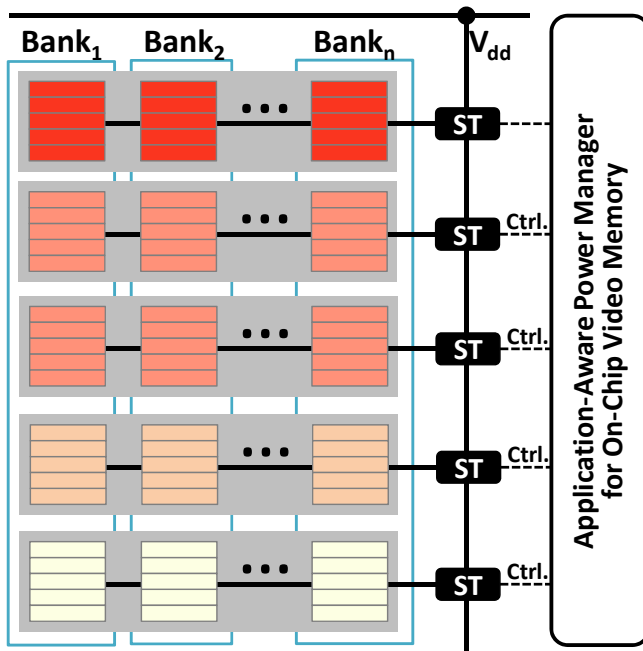 Bank₁ Bank₂ Bankₙ V_dd
ST
ST Ctrl.
ST Ctrl.
ST Ctrl.
ST Ctrl.
Application-Aware Power Manager
for On-Chip Video Memory